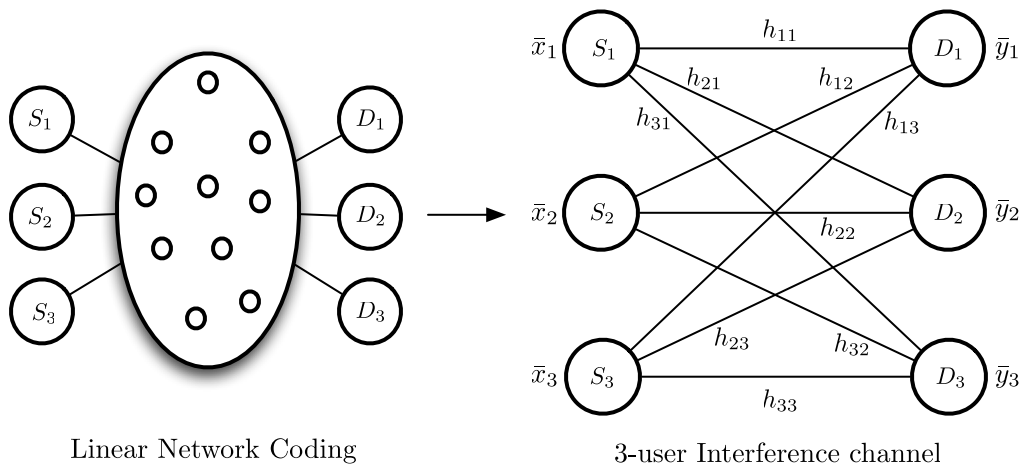 S₁
S₂
S₃
D₁
D₂
D₃
Linear Network Coding
x̄₁ S₁ h₁₁ D₁ ȳ₁
h₂₁ h₁₂
h₃₁ h₁₃
x̄₂ S₂ D₂ ȳ₂
h₂₂
h₂₃ h₃₂
x̄₃ S₃ D₃ ȳ₃
h₃₃
3-user Interference channel